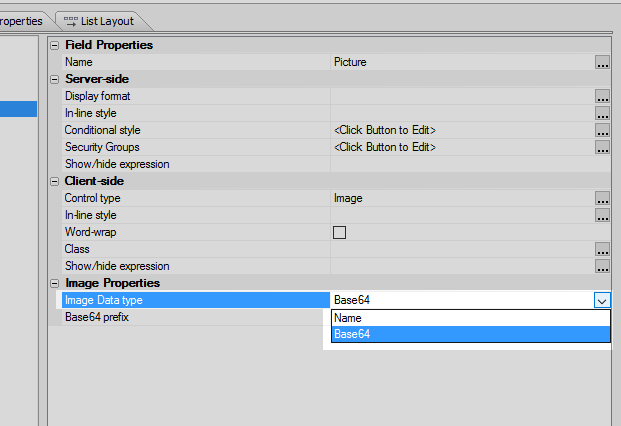 roperties List Layout
Field Properties
Name Picture ...
Server-side
Display format ...
In-line style ...
Conditional style <Click Button to Edit> ...
Security Groups <Click Button to Edit> ...
Show/hide expression
Client-side
Control type Image ...
In-line style ...
Word-wrap
Class ...
Show/hide expression ...
Image Properties
Image Data type Base64
Base64 prefix
Name
Base64